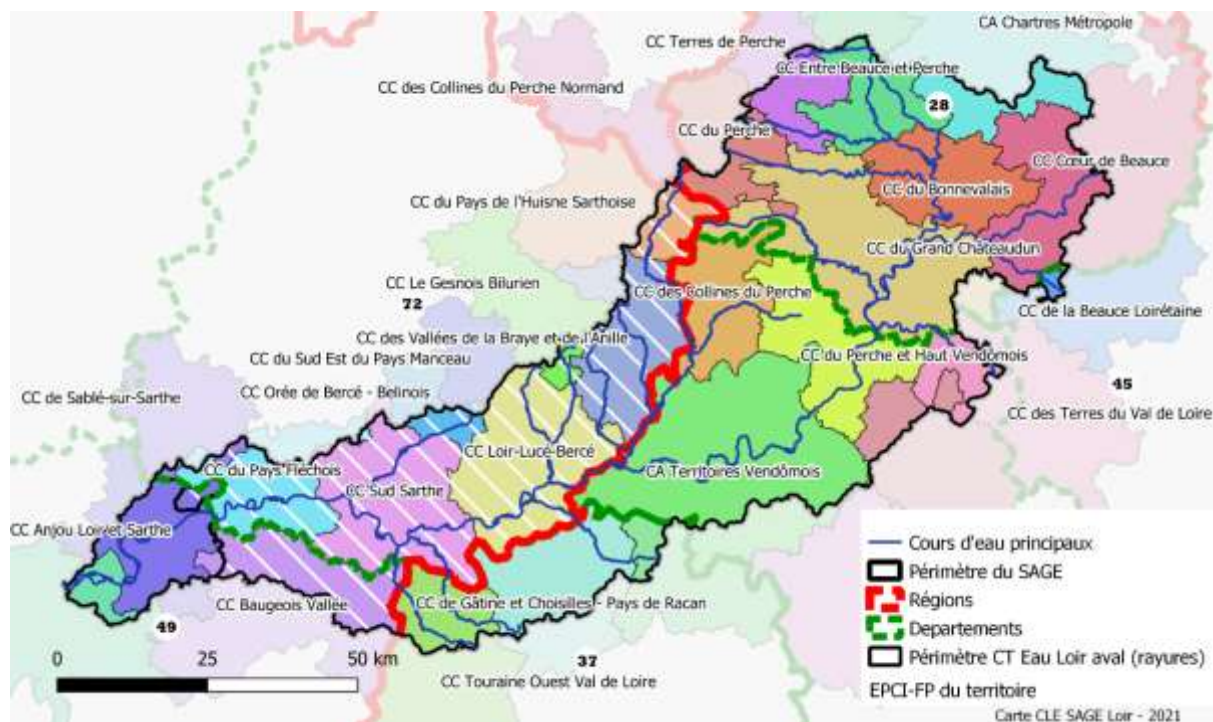 CA Chartres Métropole
CC Terres de Perche
CC Entre Beauce et Perche
CC des Collines du Perche Normand
28
CC du Perche
CC Cœur de Beauce
CC du Bonnevalais
CC du Pays de l'Huisne Sarthoise
CC du Grand Châteaudun
CC Le Gesnois Bilurien
CC des Collines du Perche
72
CC de la Beauce Loirétaine
CC des Vallées de la Braye et de l'Anille
CC du Sud Est du Pays Manceau
CC du Perche et Haut Vendômois
45
CC Orée de Bercé - Belinois
CC de Sablé-sur-Sarthe
CC des Terres du Val de Loire
CC Loir-Lucé-Bercé
CC du Pays Fléchois
CA Territoires Vendômois
CC Sud Sarthe
CC Anjou Loir et Sarthe
CC Baugeois Vallée
CC de Gâtine et Choisilles - Pays de Racan
49
37
CC Touraine Ouest Val de Loire
0 25 50 km
Cours d'eau principaux
Périmètre du SAGE
Régions
Departements
Périmètre CT Eau Loir aval (rayures)
EPCI-FP du territoire
Carte CLE SAGE Loir - 2021